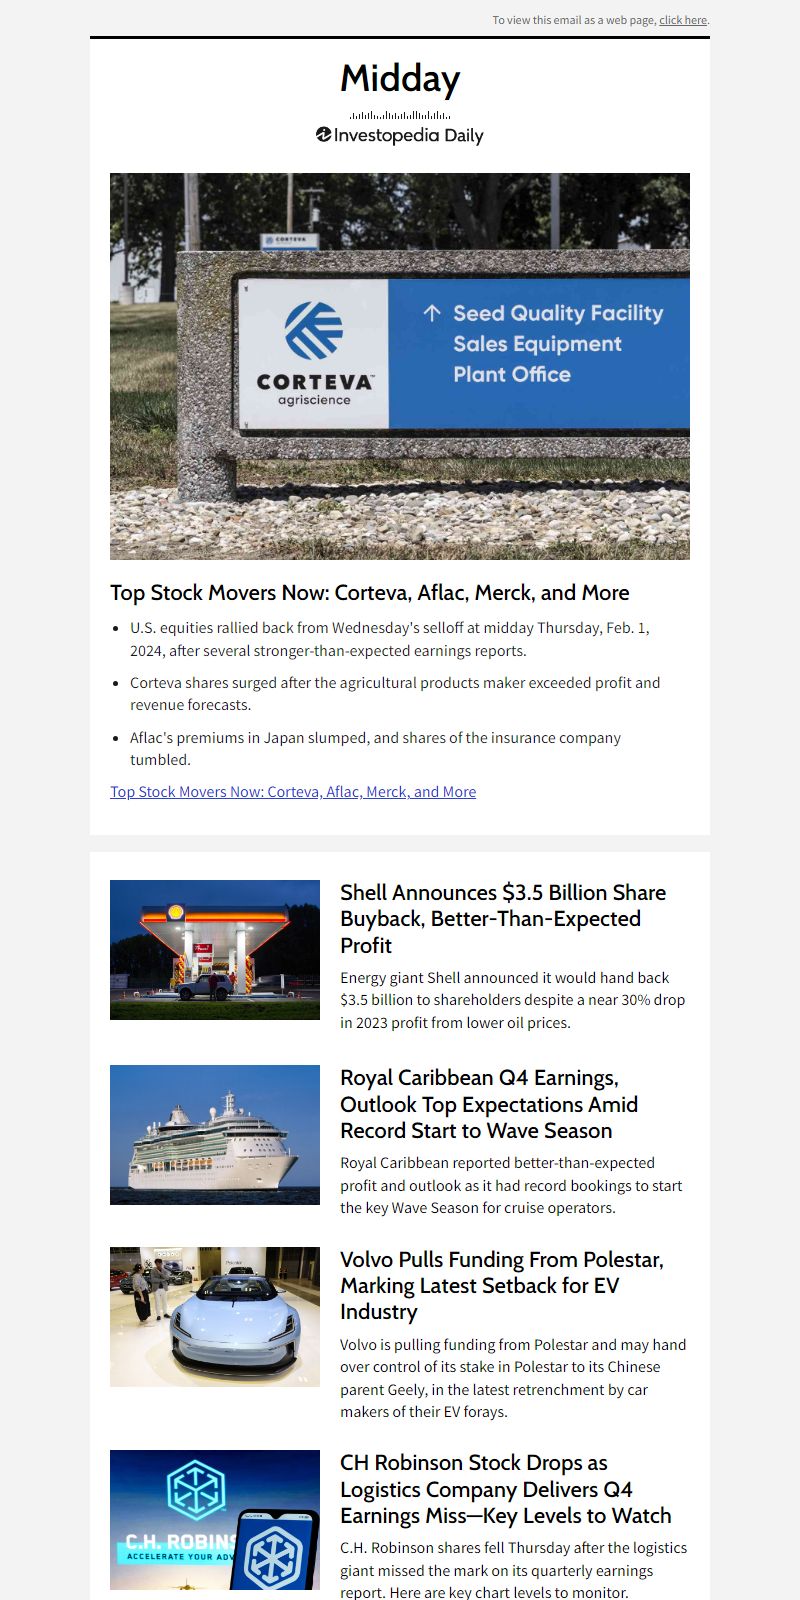 To view this email as a web page, click here.
Midday
Investopedia Daily
CORTEVA
CORTEVA™
agriscience
↑ Seed Quality Facility
Sales Equipment
Plant Office
Top Stock Movers Now: Corteva, Aflac, Merck, and More
• U.S. equities rallied back from Wednesday's selloff at midday Thursday, Feb. 1,
2024, after several stronger-than-expected earnings reports.
• Corteva shares surged after the agricultural products maker exceeded profit and
revenue forecasts.
• Aflac's premiums in Japan slumped, and shares of the insurance company
tumbled.
Top Stock Movers Now: Corteva, Aflac, Merck, and More
Shell Announces $3.5 Billion Share
Buyback, Better-Than-Expected
Profit
Energy giant Shell announced it would hand back
$3.5 billion to shareholders despite a near 30% drop
in 2023 profit from lower oil prices.
Royal Caribbean Q4 Earnings,
Outlook Top Expectations Amid
Record Start to Wave Season
Royal Caribbean reported better-than-expected
profit and outlook as it had record bookings to start
the key Wave Season for cruise operators.
Volvo Pulls Funding From Polestar,
Marking Latest Setback for EV
Industry
Volvo is pulling funding from Polestar and may hand
over control of its stake in Polestar to its Chinese
parent Geely, in the latest retrenchment by car
makers of their EV forays.
C.H. ROBINS
ACCELERATE YOUR ADV
CH Robinson Stock Drops as
Logistics Company Delivers Q4
Earnings Miss—Key Levels to Watch
C.H. Robinson shares fell Thursday after the logistics
giant missed the mark on its quarterly earnings
report. Here are key chart levels to monitor.